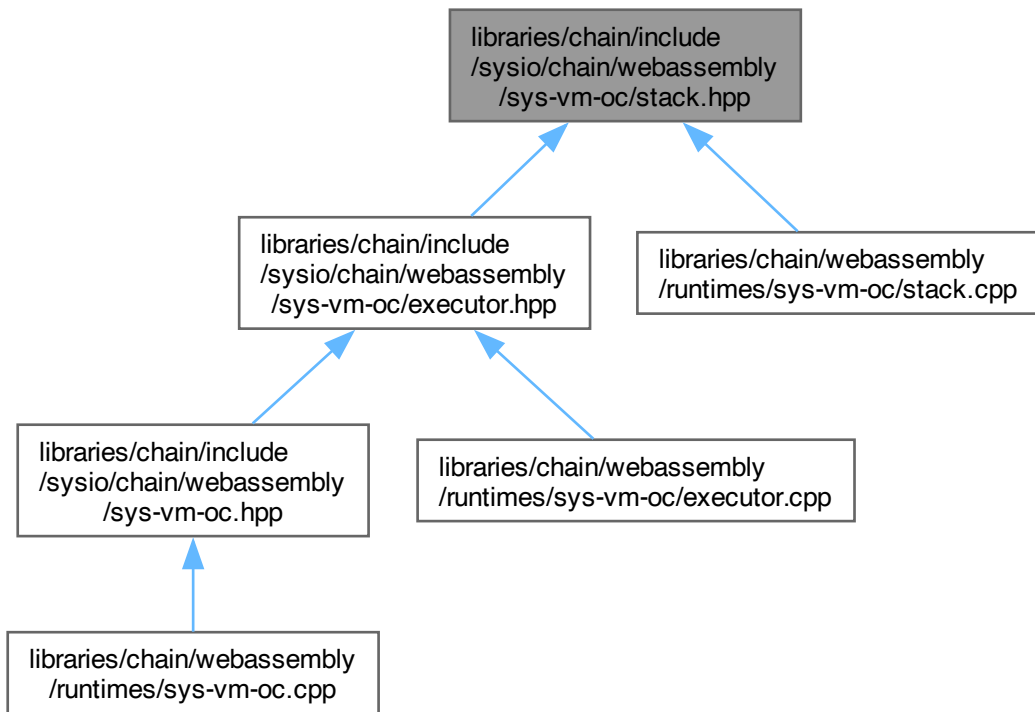 libraries/chain/include
/sysio/chain/webassembly
/sys-vm-oc/stack.hpp
libraries/chain/include
/sysio/chain/webassembly
/sys-vm-oc/executor.hpp
libraries/chain/webassembly
/runtimes/sys-vm-oc/stack.cpp
libraries/chain/include
/sysio/chain/webassembly
/sys-vm-oc.hpp
libraries/chain/webassembly
/runtimes/sys-vm-oc/executor.cpp
libraries/chain/webassembly
/runtimes/sys-vm-oc.cpp